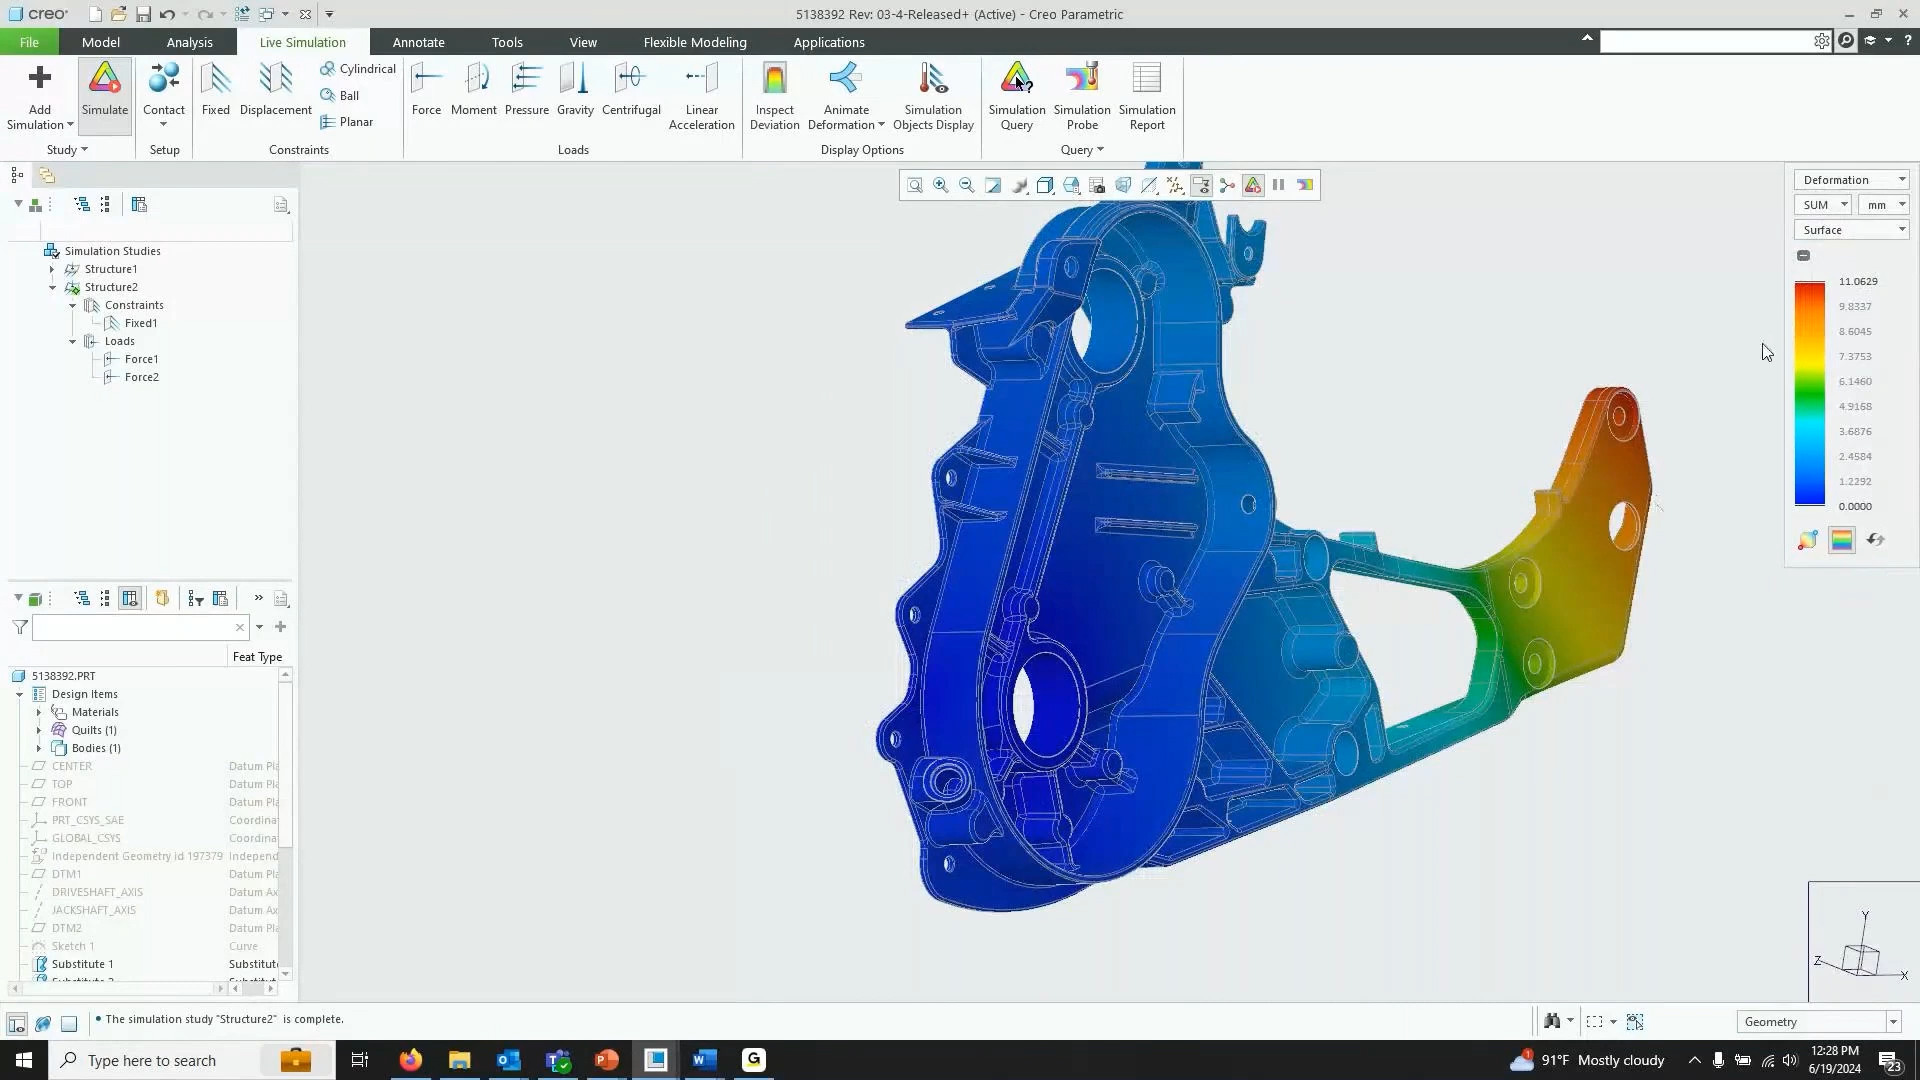 creo
5138392 Rev: 03-4-Released+ (Active) - Creo Parametric
File
Model
Analysis
Live Simulation
Annotate
Tools
View
Flexible Modeling
Applications
Add
Simulation
Simulate
Contact
Fixed
Displacement
Cylindrical
Ball
Planar
Force
Moment
Pressure
Gravity
Centrifugal
Linear
Acceleration
Inspect
Deviation
Animate
Deformation
Simulation
Objects Display
Simulation
Query
Simulation
Probe
Simulation
Report
Study
Setup
Constraints
Loads
Display Options
Query
Simulation Studies
Structure1
Structure2
Constraints
Fixed1
Loads
Force1
Force2
Feat Type
5138392.PRT
Design Items
Materials
Quilts (1)
Bodies (1)
CENTER Datum Pla
TOP Datum Pla
FRONT Datum Pla
PRT_CSYS_SAE Coordina
GLOBAL_CSYS Coordina
Independent Geometry id 197379 Independ
DTM1 Datum Pla
DRIVESHAFT_AXIS Datum Ax
JACKSHAFT_AXIS Datum Ax
DTM2 Datum Pla
Sketch 1 Curve
Substitute 1 Substitut
Deformation
SUM mm
Surface
11.0629
9.8337
8.6045
7.3753
6.1460
4.9168
3.6876
2.4584
1.2292
0.0000
Y
Z
X
• The simulation study "Structure2" is complete.
Geometry
Type here to search
G
91°F Mostly cloudy
12:28 PM
6/19/2024
23